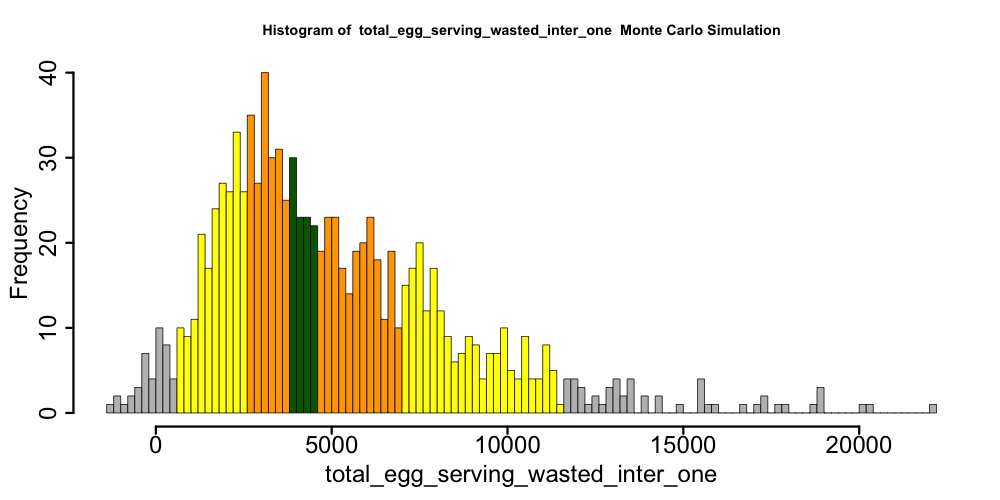 Histogram of  total_egg_serving_wasted_inter_one  Monte Carlo Simulation
40
30
20
10
0
Frequency
0 5000 10000 15000 20000
total_egg_serving_wasted_inter_one